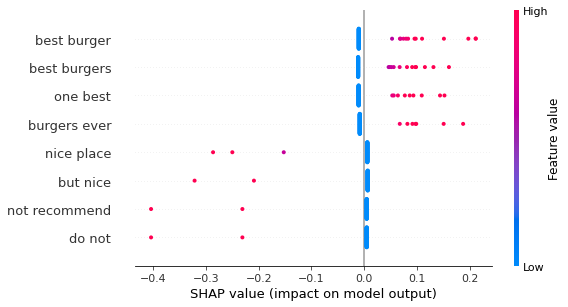 High
best burger
best burgers
one best
burgers ever
nice place
but nice
not recommend
do not
Feature value
Low
−0.4 −0.3 −0.2 −0.1 0.0 0.1 0.2
SHAP value (impact on model output)